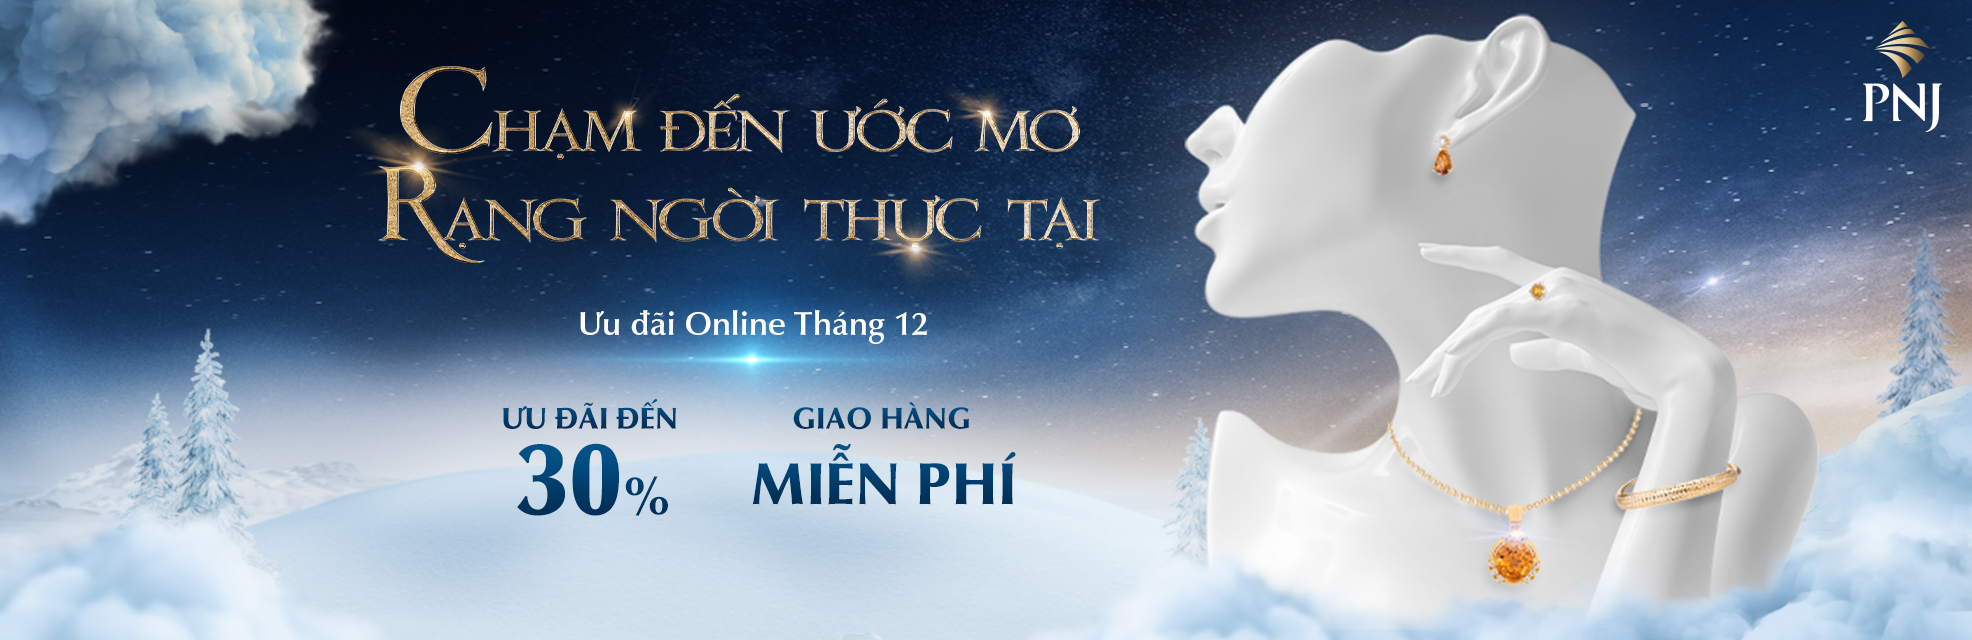 CHẠM ĐẾN ƯỚC MƠ
RẠNG NGỜI THỰC TẠI
Ưu đãi Online Tháng 12
ƯU ĐÃI ĐẾN
30%
GIAO HÀNG
MIỄN PHÍ
PNJ